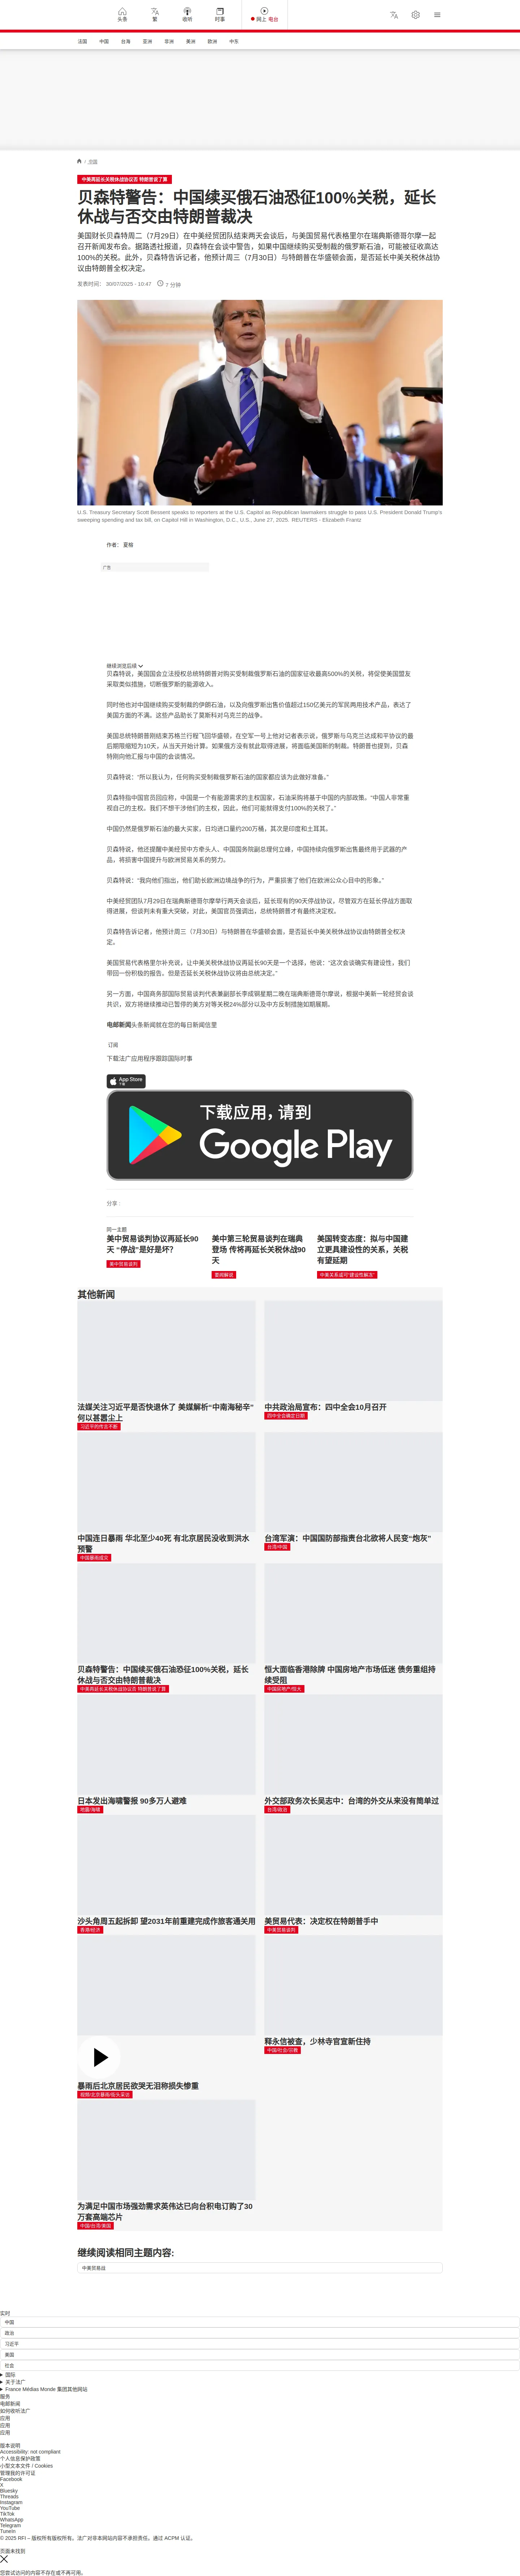 头条
繁
收听
时事
网上 电台
法国
中国
台海
亚洲
非洲
美洲
欧洲
中东
/ 中国
中美再延长关税休战协议否 特朗普说了算
贝森特警告：中国续买俄石油恐征100%关税，延长
休战与否交由特朗普裁决
美国财长贝森特周二（7月29日）在中美经贸团队结束两天会谈后，与美国贸易代表格里尔在瑞典斯德哥尔摩一起
召开新闻发布会。据路透社报道，贝森特在会谈中警告，如果中国继续购买受制裁的俄罗斯石油，可能被征收高达
100%的关税。此外，贝森特告诉记者，他预计周三（7月30日）与特朗普在华盛顿会面，是否延长中美关税休战协
议由特朗普全权决定。
发表时间： 30/07/2025 - 10:47
7 分钟
U.S. Treasury Secretary Scott Bessent speaks to reporters at the U.S. Capitol as Republican lawmakers struggle to pass U.S. President Donald Trump's
sweeping spending and tax bill, on Capitol Hill in Washington, D.C., U.S., June 27, 2025. REUTERS - Elizabeth Frantz
作者： 夏榕
广告
继续浏览后续
贝森特说，美国国会立法授权总统特朗普对购买受制裁俄罗斯石油的国家征收最高500%的关税，将促使美国盟友
采取类似措施，切断俄罗斯的能源收入。
同时他也对中国继续购买受制裁的伊朗石油，以及向俄罗斯出售价值超过150亿美元的军民两用技术产品，表达了
美国方面的不满。这些产品助长了莫斯科对乌克兰的战争。
美国总统特朗普刚结束苏格兰行程飞回华盛顿，在空军一号上他对记者表示说，俄罗斯与乌克兰达成和平协议的最
后期限缩短为10天，从当天开始计算。如果俄方没有就此取得进展，将面临美国新的制裁。特朗普也提到，贝森
特刚向他汇报与中国的会谈情况。
贝森特说：“所以我认为，任何购买受制裁俄罗斯石油的国家都应该为此做好准备。”
贝森特指中国官员回应称，中国是一个有能源需求的主权国家，石油采购将基于中国的内部政策。“中国人非常重
视自己的主权。我们不想干涉他们的主权，因此，他们可能就得支付100%的关税了。”
中国仍然是俄罗斯石油的最大买家，日均进口量约200万桶，其次是印度和土耳其。
贝森特说，他还提醒中美经贸中方牵头人、中国国务院副总理何立峰，中国持续向俄罗斯出售最终用于武器的产
品，将损害中国提升与欧洲贸易关系的努力。
贝森特说：“我向他们指出，他们助长欧洲边境战争的行为，严重损害了他们在欧洲公众心目中的形象。”
中美经贸团队7月29日在瑞典斯德哥尔摩举行两天会谈后，延长现有的90天停战协议，尽管双方在延长停战方面取
得进展，但谈判未有重大突破，对此，美国官员强调出，总统特朗普才有最终决定权。
贝森特告诉记者，他预计周三（7月30日）与特朗普在华盛顿会面，是否延长中美关税休战协议由特朗普全权决
定。
美国贸易代表格里尔补充说，让中美关税休战协议再延长90天是一个选择，他说：“这次会谈确实有建设性，我们
带回一份积极的报告，但是否延长关税休战协议将由总统决定。”
另一方面，中国商务部国际贸易谈判代表兼副部长李成钢星期二晚在瑞典斯德哥尔摩说，根据中美新一轮经贸会谈
共识，双方将继续推动已暂停的美方对等关税24%部分以及中方反制措施如期展期。
电邮新闻头条新闻就在您的每日新闻信里
订阅
下载法广应用程序跟踪国际时事
App Store
下载应用，请到
Google Play
分享 :
同一主题
美中贸易谈判协议再延长90
天 “停战”是好是坏?
美中贸易谈判
美中第三轮贸易谈判在瑞典
登场 传将再延长关税休战90
天
要闻解说
美国转变态度：拟与中国建
立更具建设性的关系，关税
有望延期
中美关系或可“建设性解冻”
其他新闻
法媒关注习近平是否快退休了 美媒解析“中南海秘辛”
何以甚嚣尘上
习近平的传言不断
中共政治局宣布：四中全会10月召开
四中全会确定日期
中国连日暴雨 华北至少40死 有北京居民没收到洪水
预警
中国暴雨成灾
台湾军演：中国国防部指责台北欲将人民变“炮灰”
台湾/中国
贝森特警告：中国续买俄石油恐征100%关税，延长
休战与否交由特朗普裁决
中美再延长关税休战协议否 特朗普说了算
恒大面临香港除牌 中国房地产市场低迷 债务重组持
续受阻
中国房地产/恒大
日本发出海啸警报 90多万人避难
地震/海啸
外交部政务次长吴志中：台湾的外交从来没有简单过
台湾/政治
沙头角周五起拆卸 望2031年前重建完成作旅客通关用
香港/经济
美贸易代表：决定权在特朗普手中
中美贸易谈判
暴雨后北京居民欲哭无泪称损失惨重
视频/北京暴雨/街头采访
释永信被查，少林寺官宣新住持
中国/社会/宗教
为满足中国市场强劲需求英伟达已向台积电订购了30
万套高端芯片
中国/台湾/美国
继续阅读相同主题内容:
中美贸易战
实时
中国
政治
习近平
美国
社会
国际
关于法广
France Médias Monde 集团其他网站
服务
电邮新闻
如何收听法广
应用
应用
应用
版本说明
Accessibility: not compliant
个人信息保护政策
小型文本文件 / Cookies
管理我的许可证
Facebook
X
Bluesky
Threads
Instagram
YouTube
TikTok
WhatsApp
Telegram
TuneIn
© 2025 RFI – 版权所有版权所有。法广对非本网站内容不承担责任。通过 ACPM 认证。
页面未找到
您尝试访问的内容不存在或不再可用。